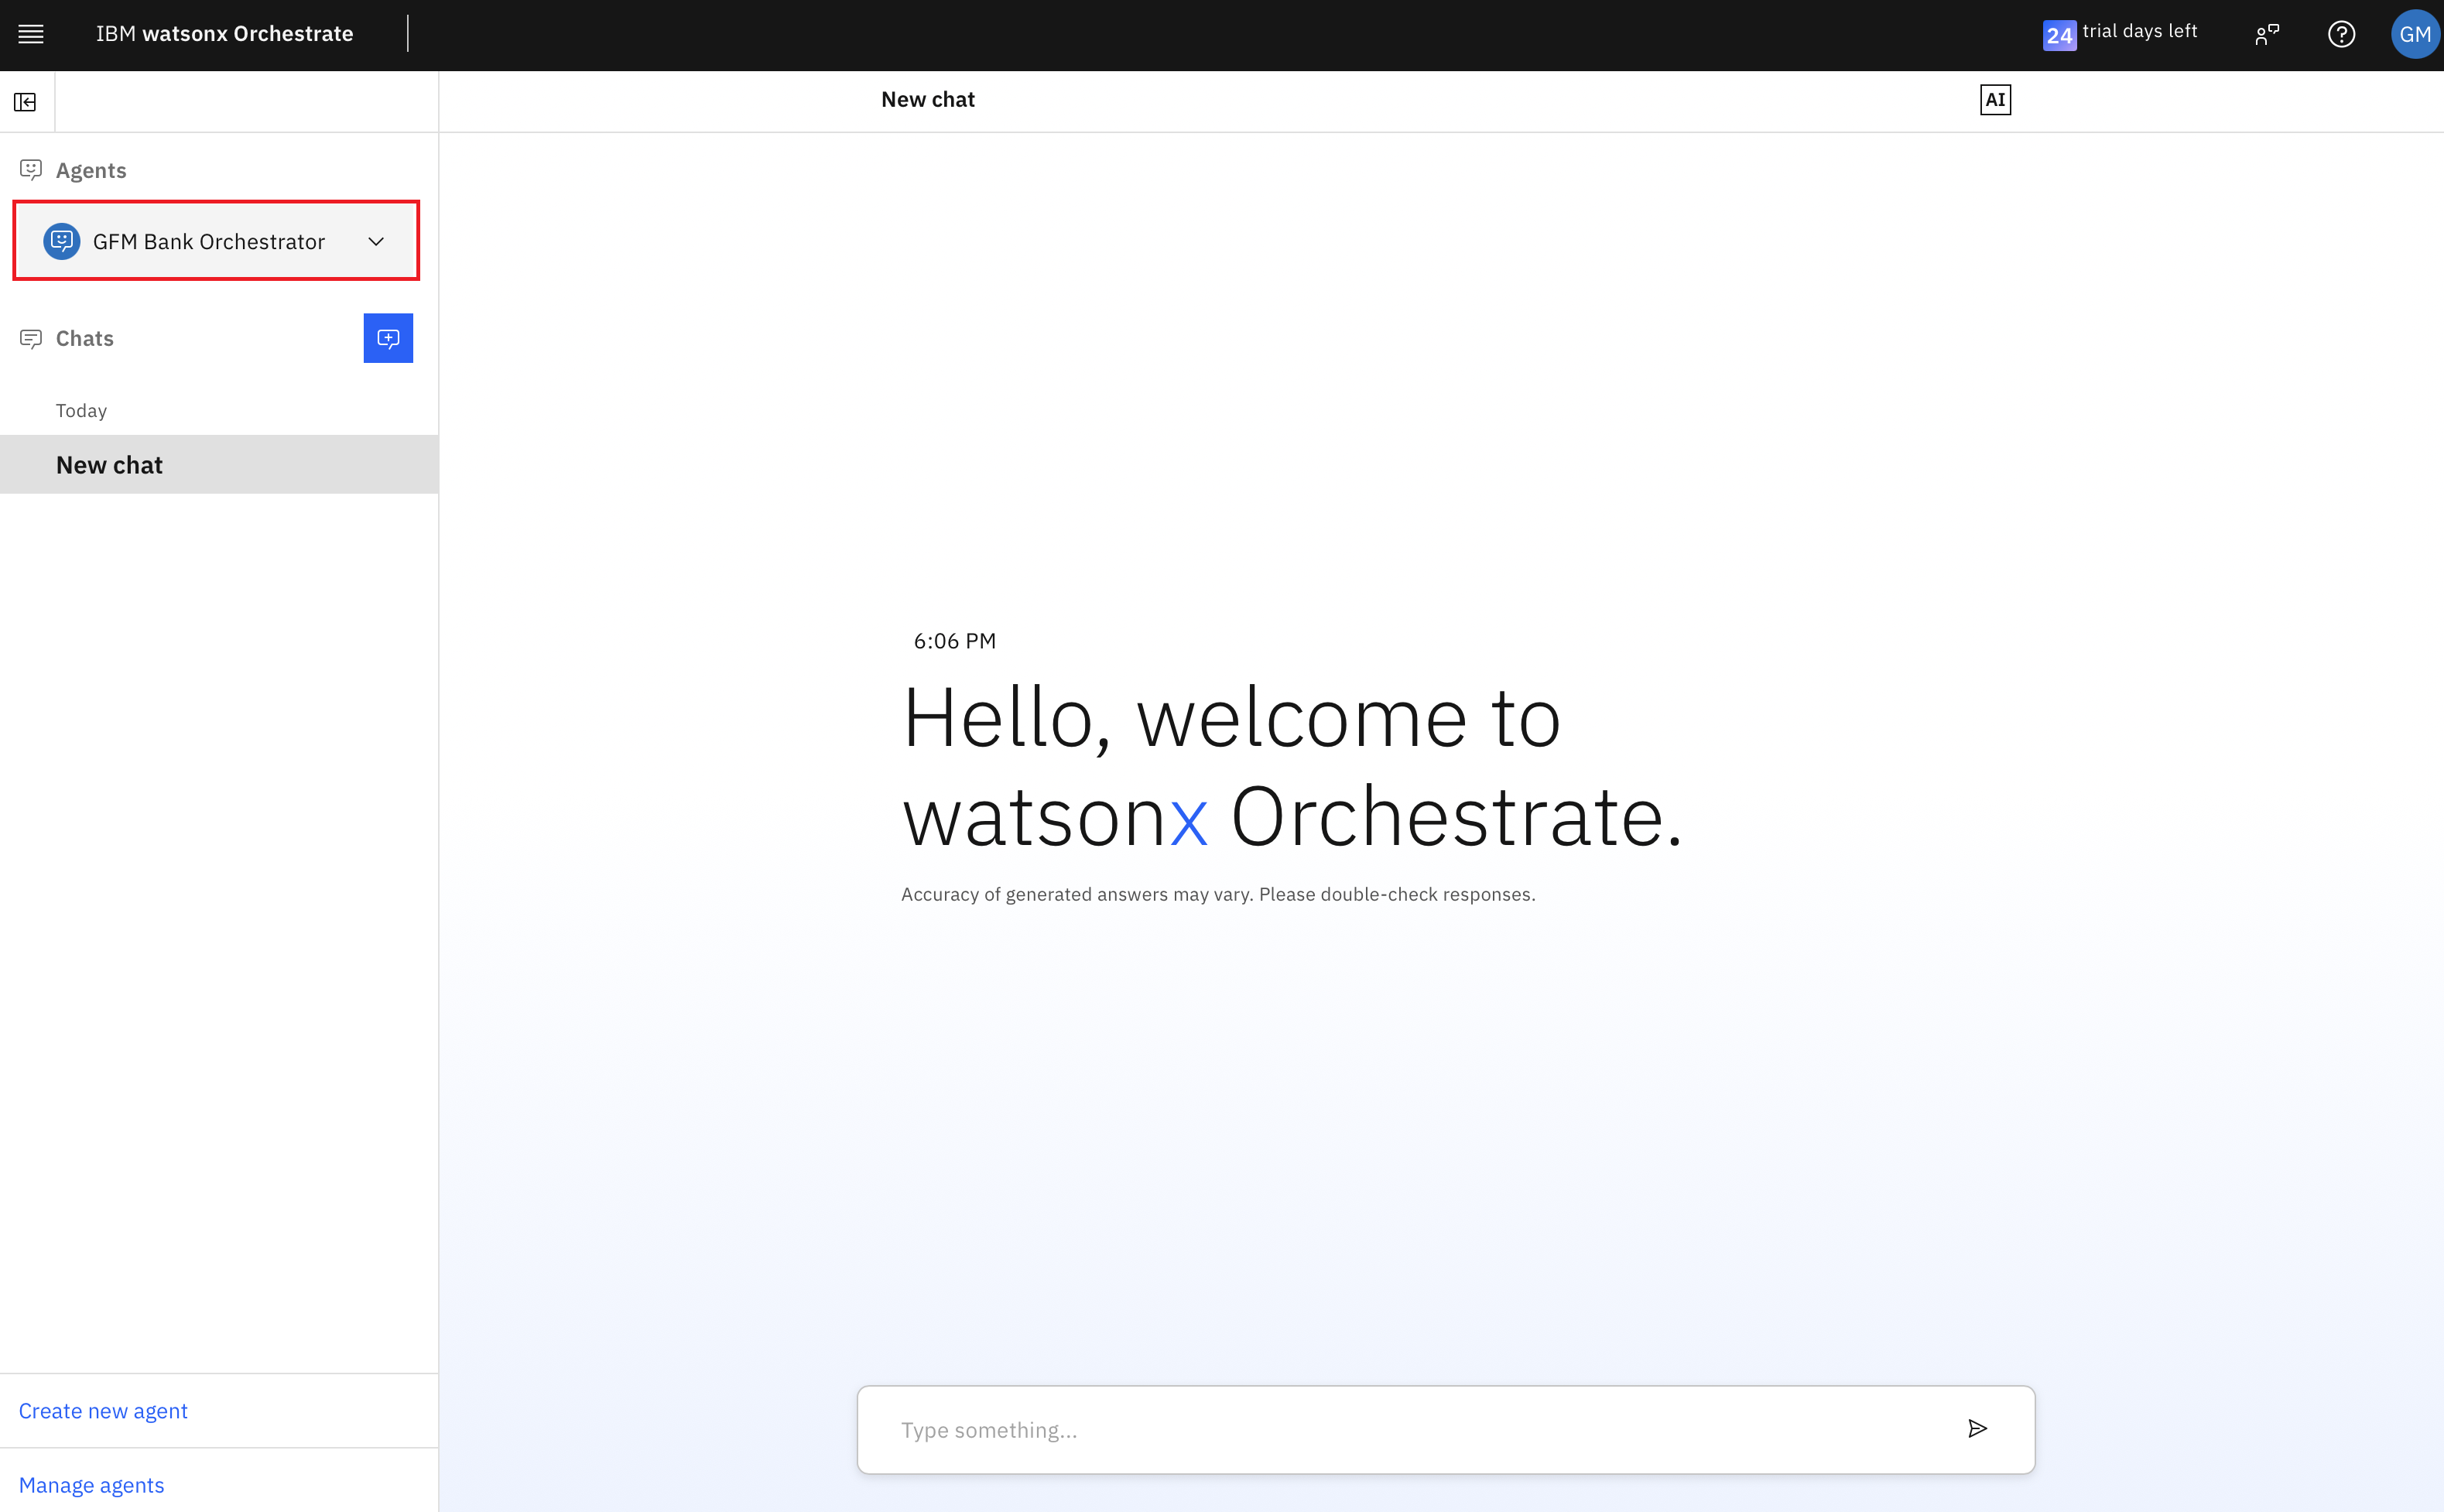 IBM watsonx Orchestrate
24 trial days left
GM
New chat
AI
Agents
GFM Bank Orchestrator
Chats
Today
New chat
6:06 PM
Hello, welcome to
watsonx Orchestrate.
Accuracy of generated answers may vary. Please double-check responses.
Type something...
Create new agent
Manage agents